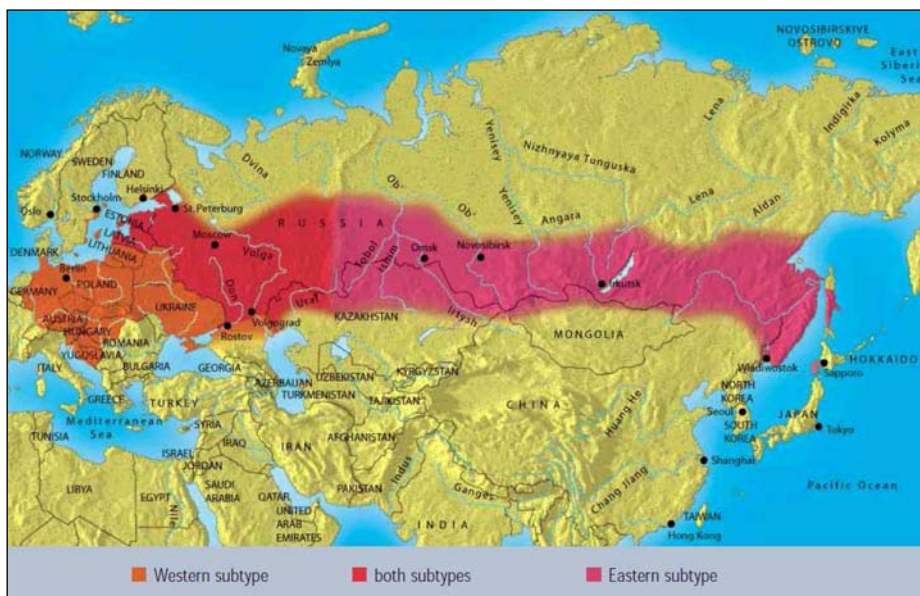 NOVOSIBIRSKIVE
OSTROVO
East
Siberia
Sea
Novaya
Zemlya
Lena
Indigirka
Kolyma
Yenisey
Nizhnyaya Tunguska
Dvina
NORWAY
SWEDEN
FINLAND
Ob'
Yenisey
Lena
Aldan
Helsinki
Stockholm
Oslo
St. Peterburg
ESTONIA
RUSSIA
Ob'
Angara
LATVIA
Moscow
DENMARK
LITHUANIA
Volga
Tobol
Ishim
Omsk
Novosibirsk
Berlin
GERMANY
POLAND
Don
Ural
Irkutsk
UKRAINE
Volgograd
KAZAKHSTAN
Irtysh
AUSTRIA
HUNGARY
Rostov
MONGOLIA
ROMANIA
YUGOSLAVIA
Wladiwostok
HOKKAIDO
Sapporo
ITALY
BULGARIA
GEORGIA
UZBEKISTAN
KYRGYZSTAN
AZERBAIJAN
TURKMENISTAN
TAJIKISTAN
GREECE
TURKEY
CHINA
Huang He
NORTH
KOREA
Seoul
SOUTH
KOREA
JAPAN
Tokyo
Mediterranean
Sea
TUNISIA
SYRIA
IRAQ
IRAN
AFGHANISTAN
Shanghai
ISRAEL
JORDAN
Indus
LIBYA
EGYPT
SAUDI
ARABIA
QATAR
PAKISTAN
Ganges
Chang Jiang
Pacific Ocean
Nile
UNITED
ARAB
EMIRATES
INDIA
TAIWAN
Hong Kong
Western subtype
both subtypes
Eastern subtype